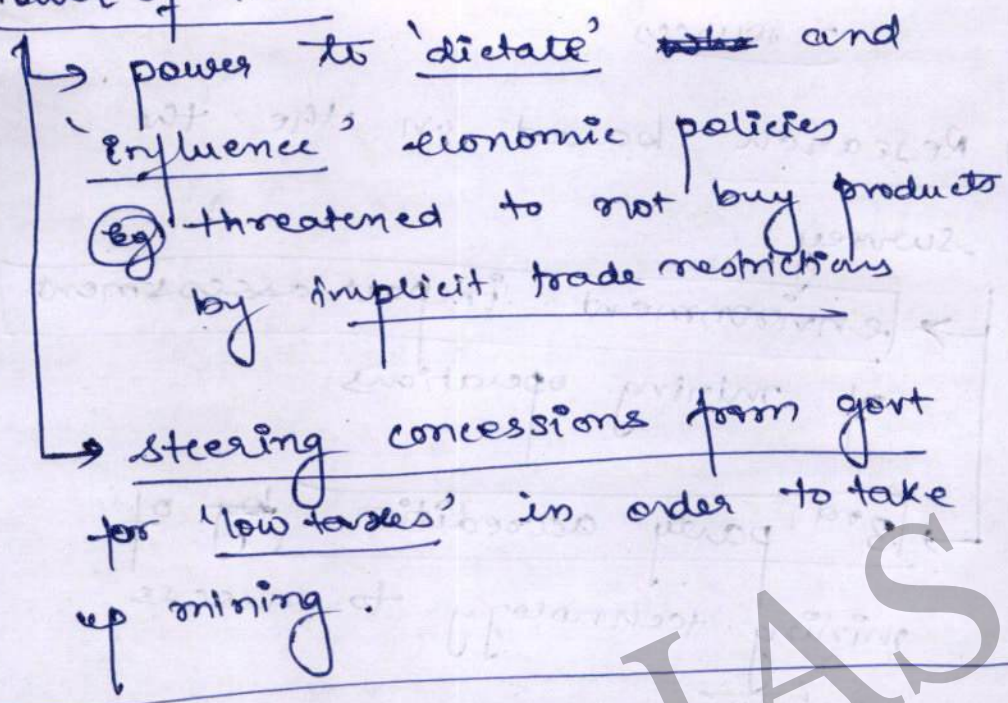 → power to 'dictate' and
'influence' economic policies
eg threatened to not buy products
by implicit trade restrictions
→ steering concessions from govt
for 'low taxes' in order to take
up mining.
IAS